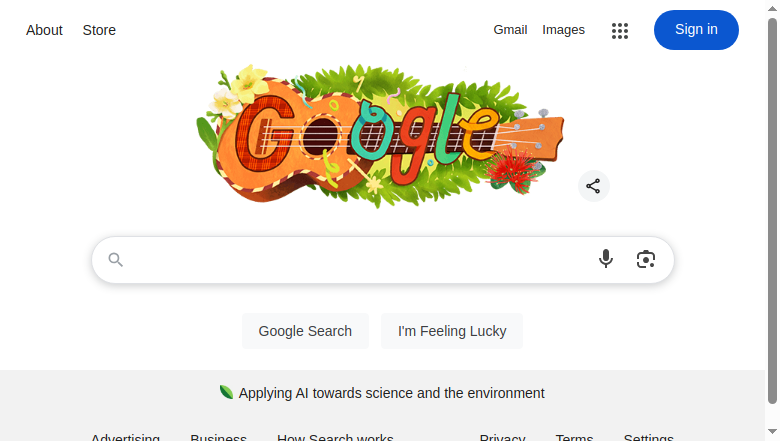 About Store Gmail Images Sign in
Google
Google Search I'm Feeling Lucky
Applying AI towards science and the environment
Advertising Business How Search works Privacy Terms Settings